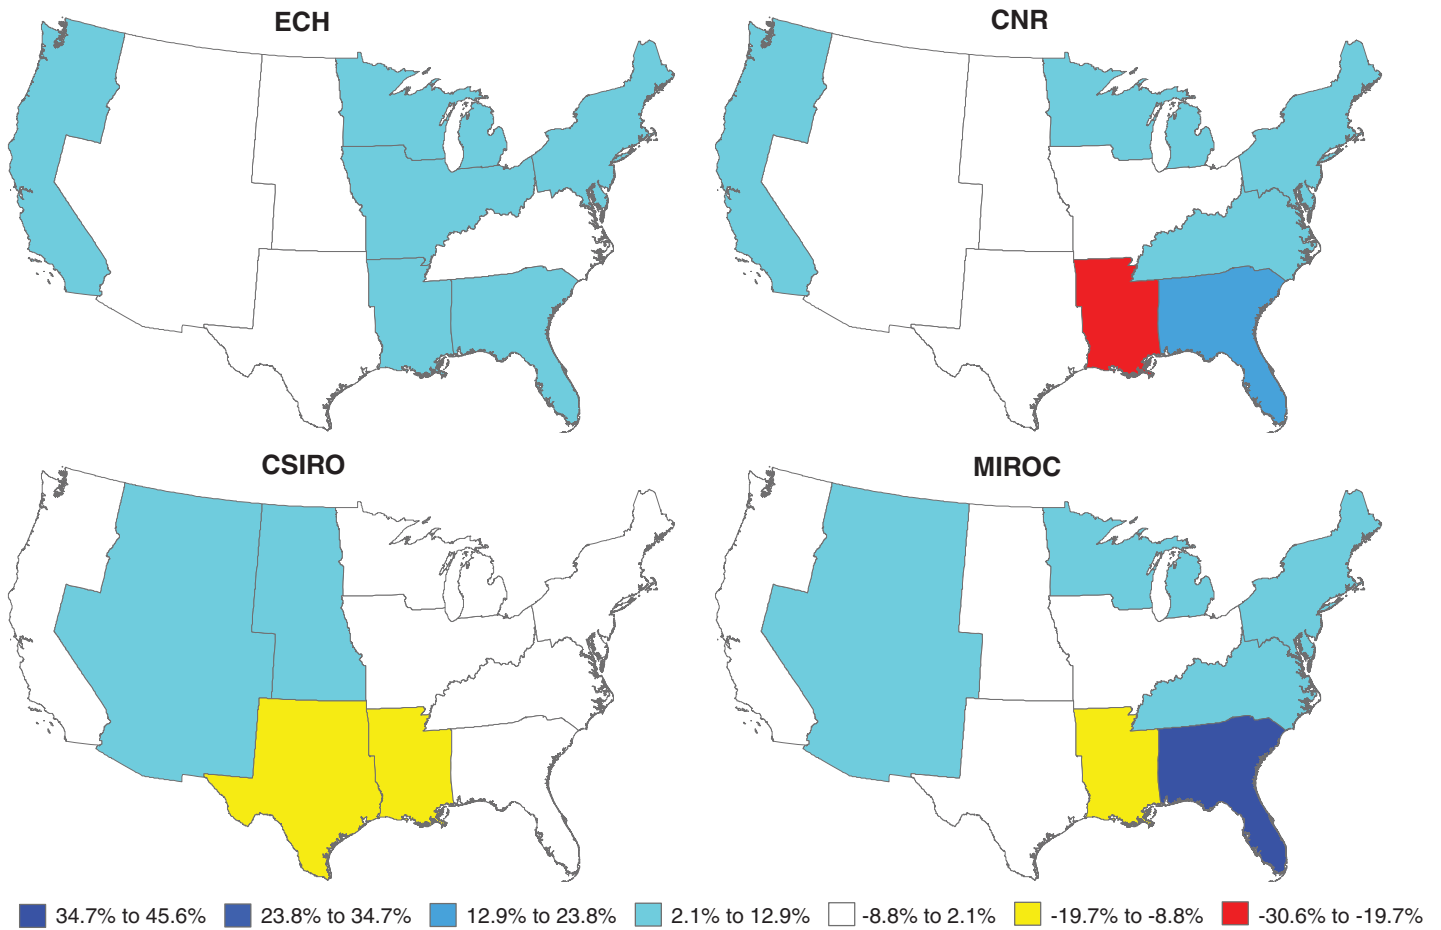 ECH
CNR
CSIRO
MIROC
34.7% to 45.6%
23.8% to 34.7%
12.9% to 23.8%
2.1% to 12.9%
-8.8% to 2.1%
-19.7% to -8.8%
-30.6% to -19.7%